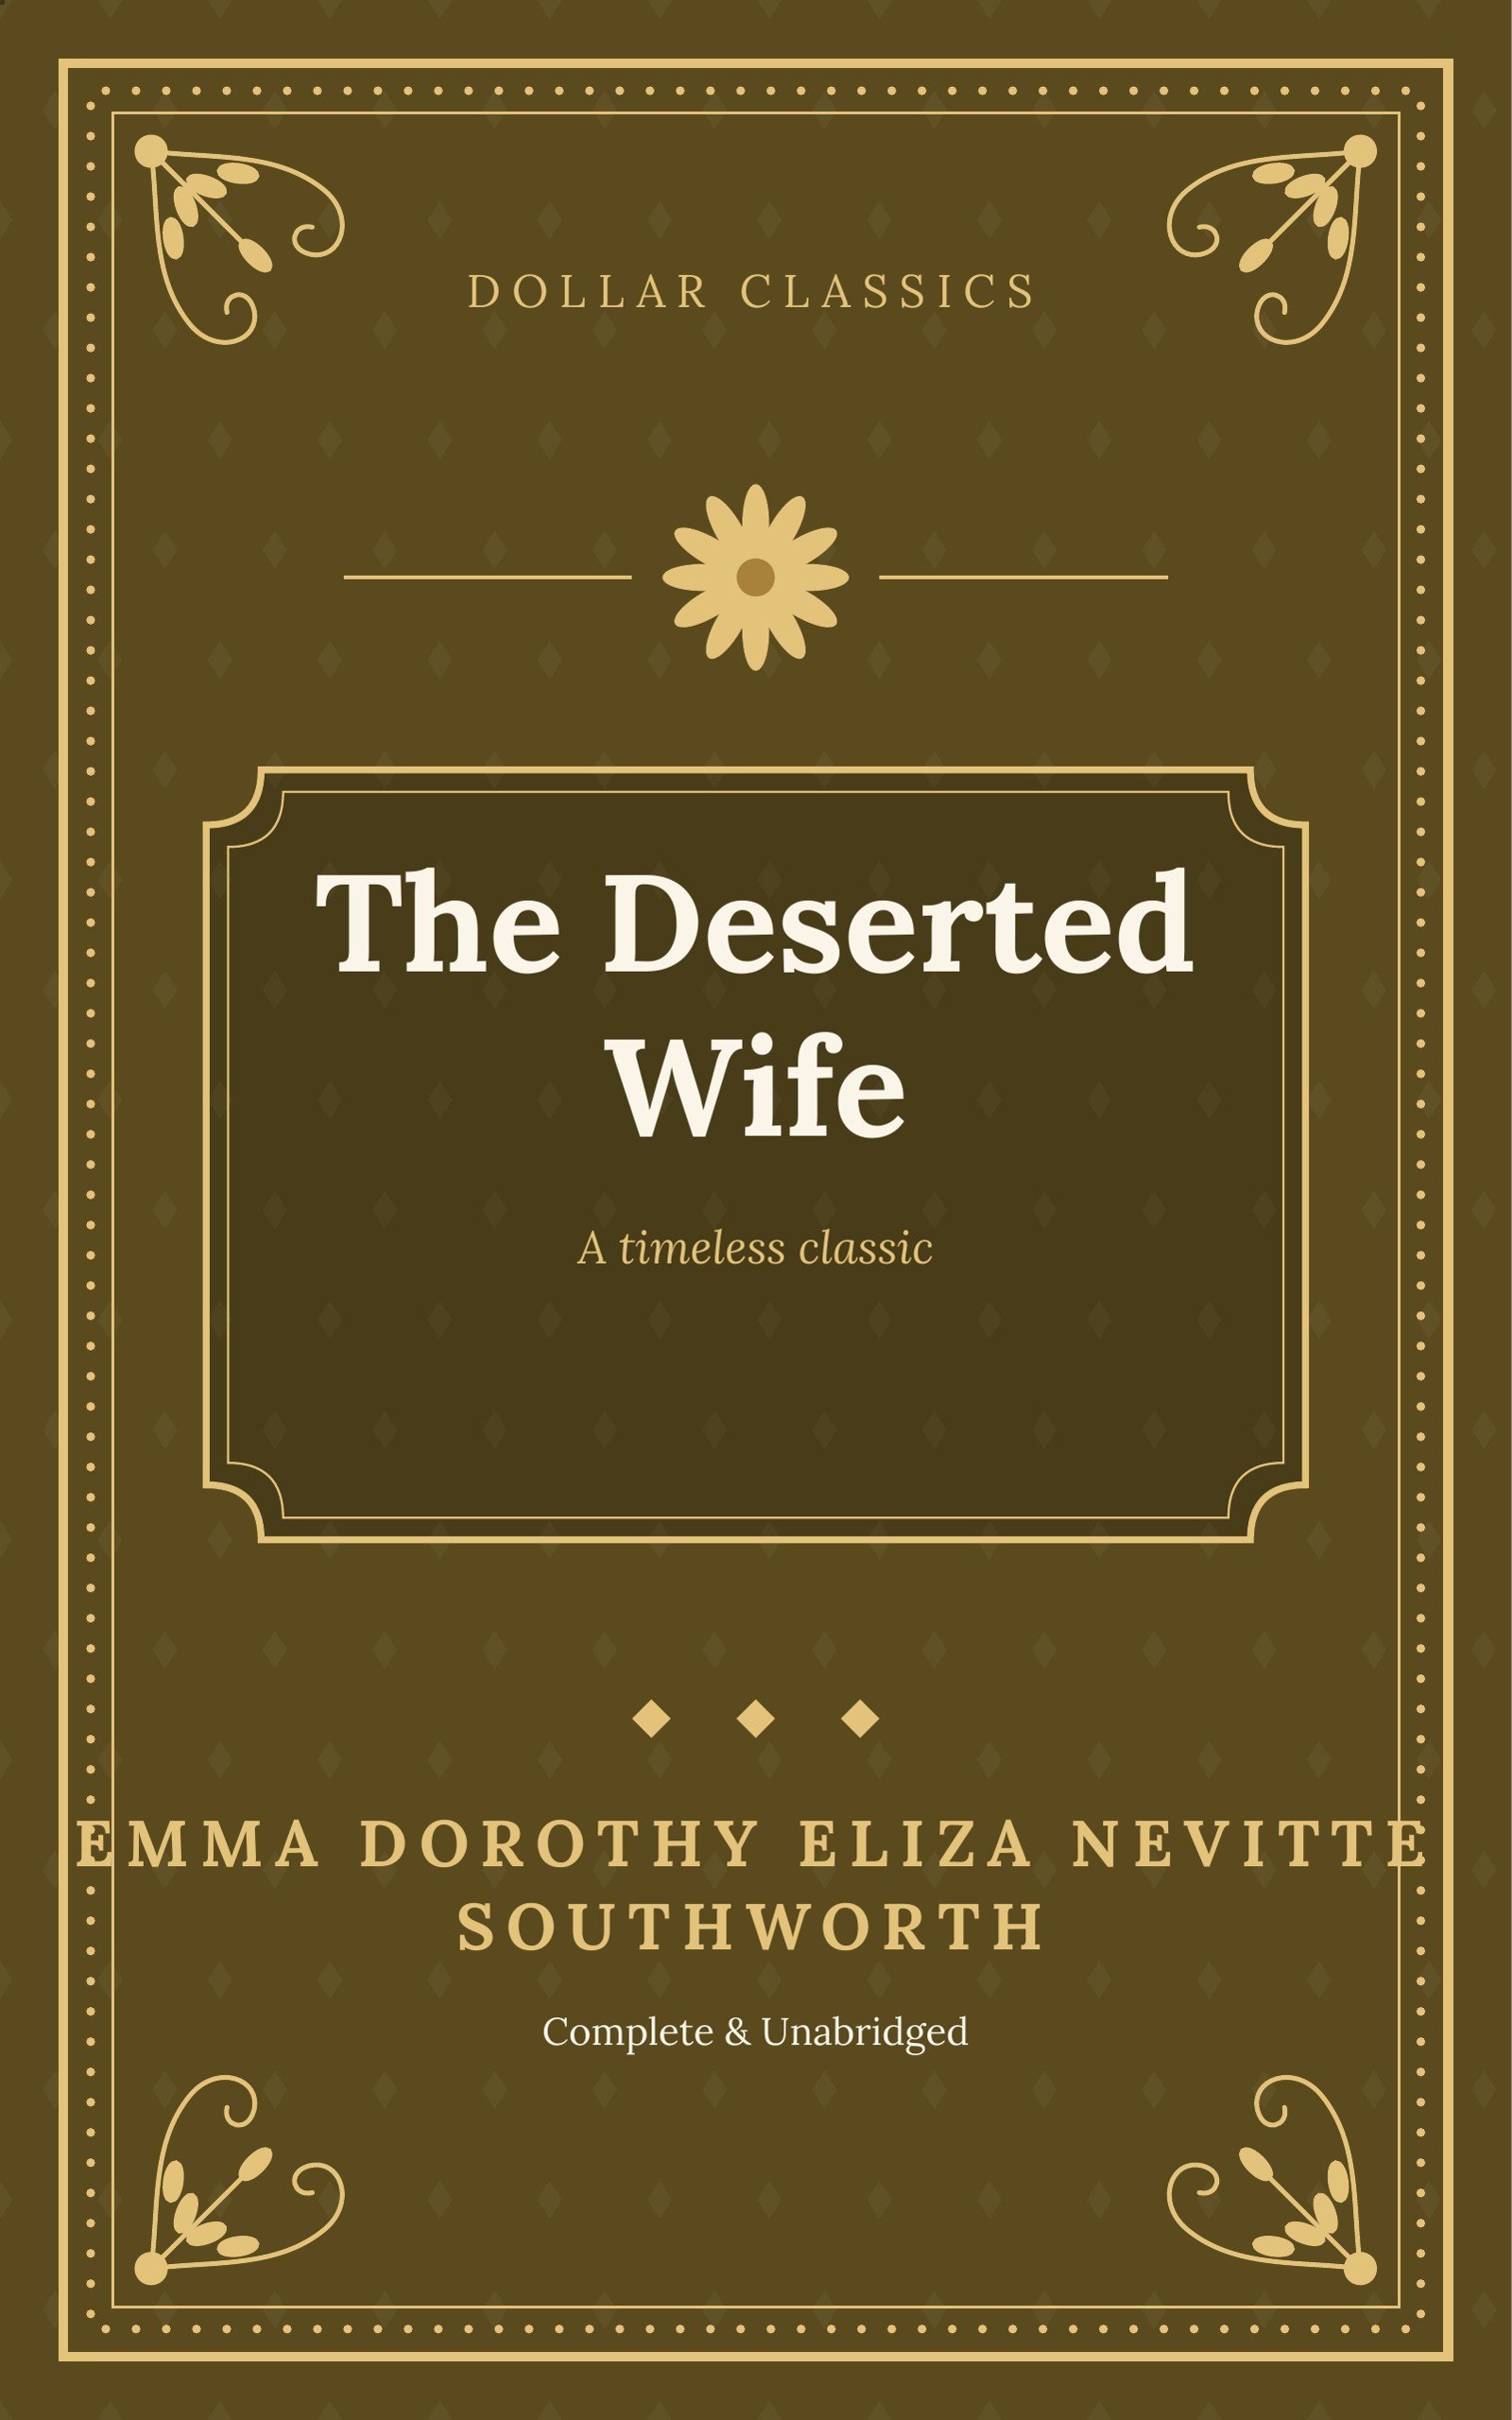 DOLLAR CLASSICS
The Deserted
Wife
A timeless classic
EMMA DOROTHY ELIZA NEVITTE
SOUTHWORTH
Complete & Unabridged